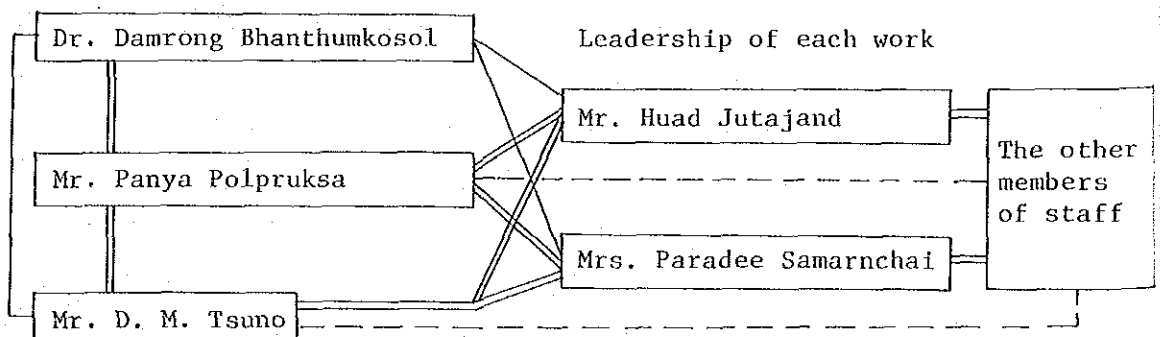 Dr. Damrong Bhanthumkosol
Leadership of each work
Mr. Huad Jutajand
Mr. Panya Polpruksa
The other
members
of staff
Mrs. Paradee Samarnchai
Mr. D. M. Tsuno